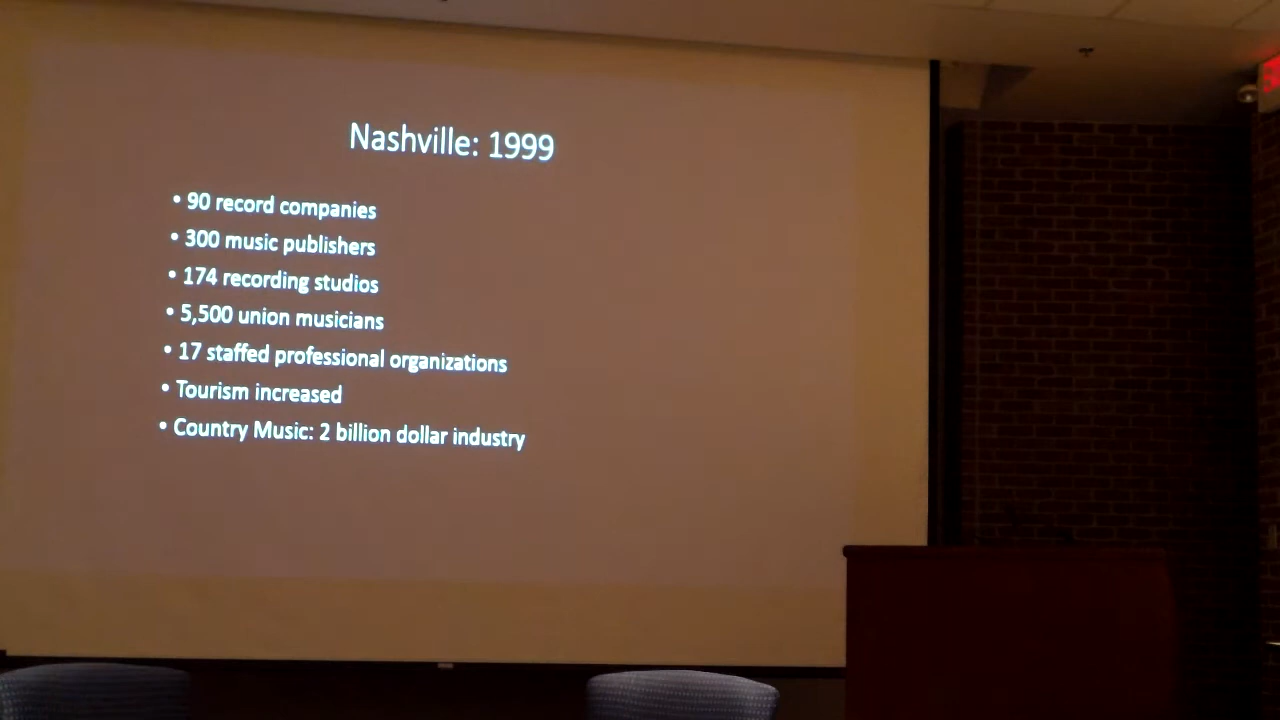 Nashville: 1999
• 90 record companies
• 300 music publishers
• 174 recording studios
• 5,500 union musicians
• 17 staffed professional organizations
• Tourism increased
• Country Music: 2 billion dollar industry